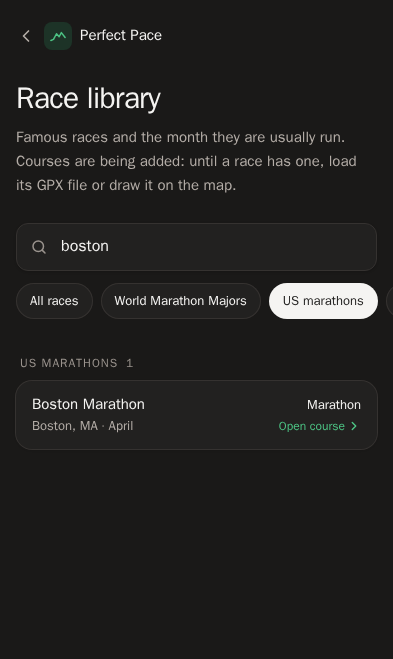 Perfect Pace
Race library
Famous races and the month they are usually run.
Courses are being added: until a race has one, load
its GPX file or draw it on the map.
boston
All races
World Marathon Majors
US marathons
US MARATHONS 1
Boston Marathon
Marathon
Boston, MA · April
Open course